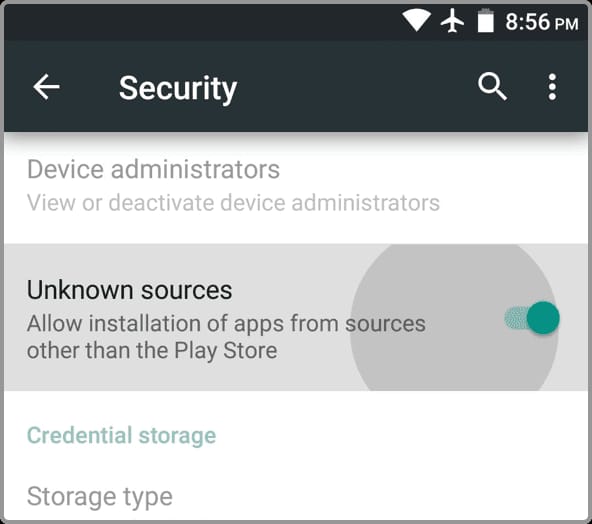 8:56 PM
Security
Device administrators
View or deactivate device administrators
Unknown sources
Allow installation of apps from sources
other than the Play Store
Credential storage
Storage type